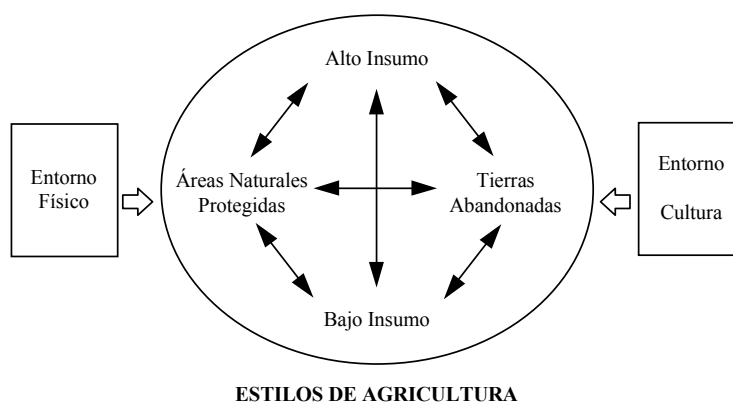 Alto Insumo
Entorno
Físico
Áreas Naturales
Protegidas
Tierras
Abandonadas
Entorno
Cultura
Bajo Insumo
ESTILOS DE AGRICULTURA